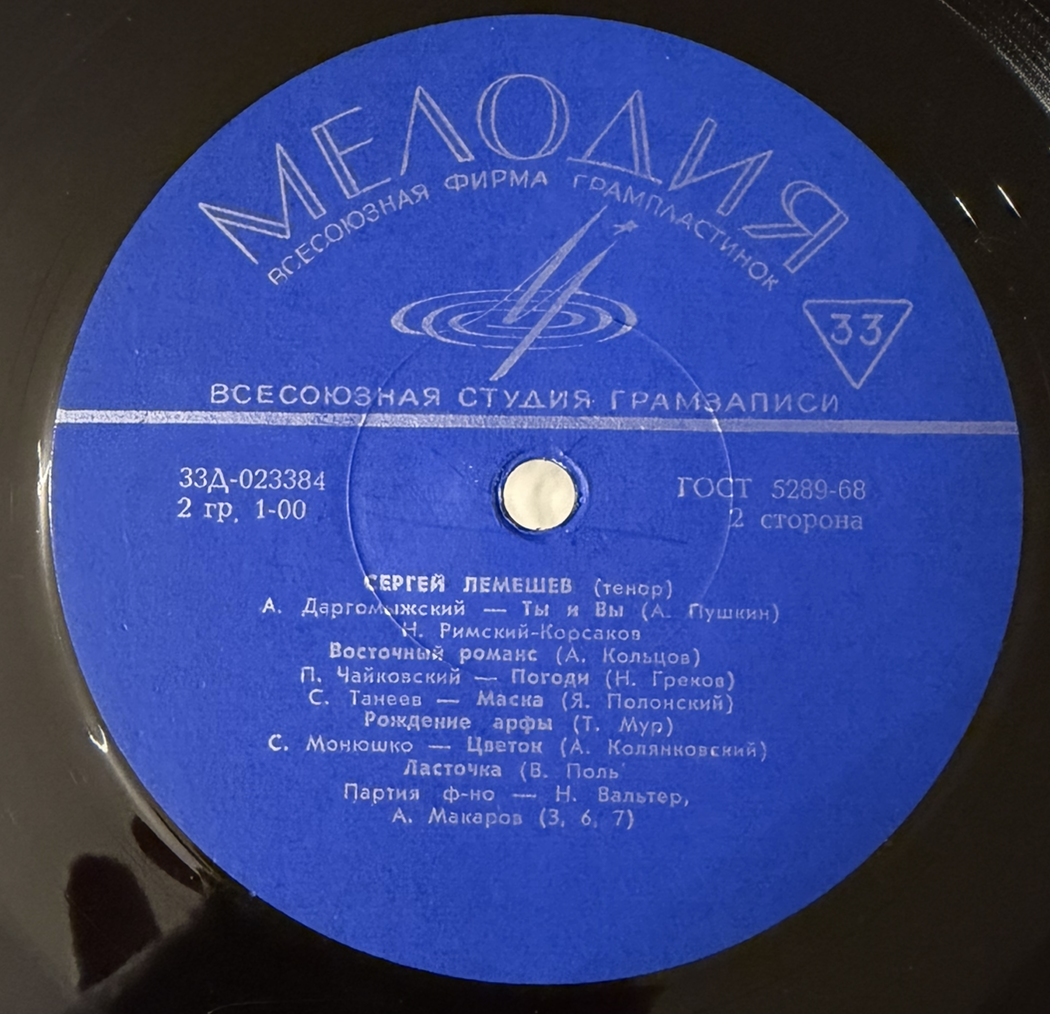 МЕЛОДИЯ
ВСЕСОЮЗНАЯ ФИРМА ГРАМПЛАСТИНОК
33
ВСЕСОЮЗНАЯ СТУДИЯ ГРАМЗАПИСИ
33Д-023384
2 гр. 1-00
ГОСТ 5289-68
2 сторона
СЕРГЕЙ ЛЕМЕШЕВ (тенор)
А. Даргомыжский — Ты и Вы (А. Пушкин)
Н. Римский-Корсаков
Восточный романс (А. Кольцов)
П. Чайковский — Погоди (Н. Греков)
С. Танеев — Маска (Я. Полонский)
Рождение арфы (Т. Мур)
С. Монюшко — Цветок (А. Колянковский)
Ласточка (В. Поль
Партия ф-но — Н. Вальтер,
А. Макаров (3, 6, 7)